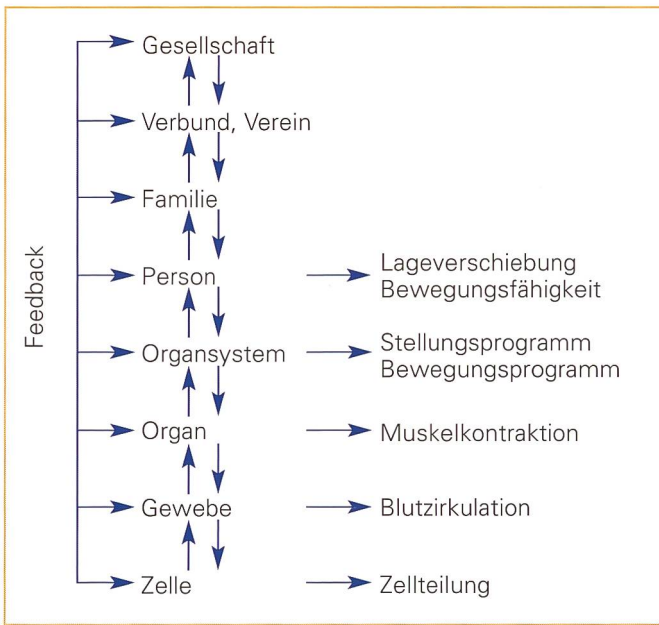 Feedback
Gesellschaft
Verbund, Verein
Familie
Person
Lageverschiebung
Bewegungsfähigkeit
Organsystem
Stellungsprogramm
Bewegungsprogramm
Organ
Muskelkontraktion
Gewebe
Blutzirkulation
Zelle
Zellteilung